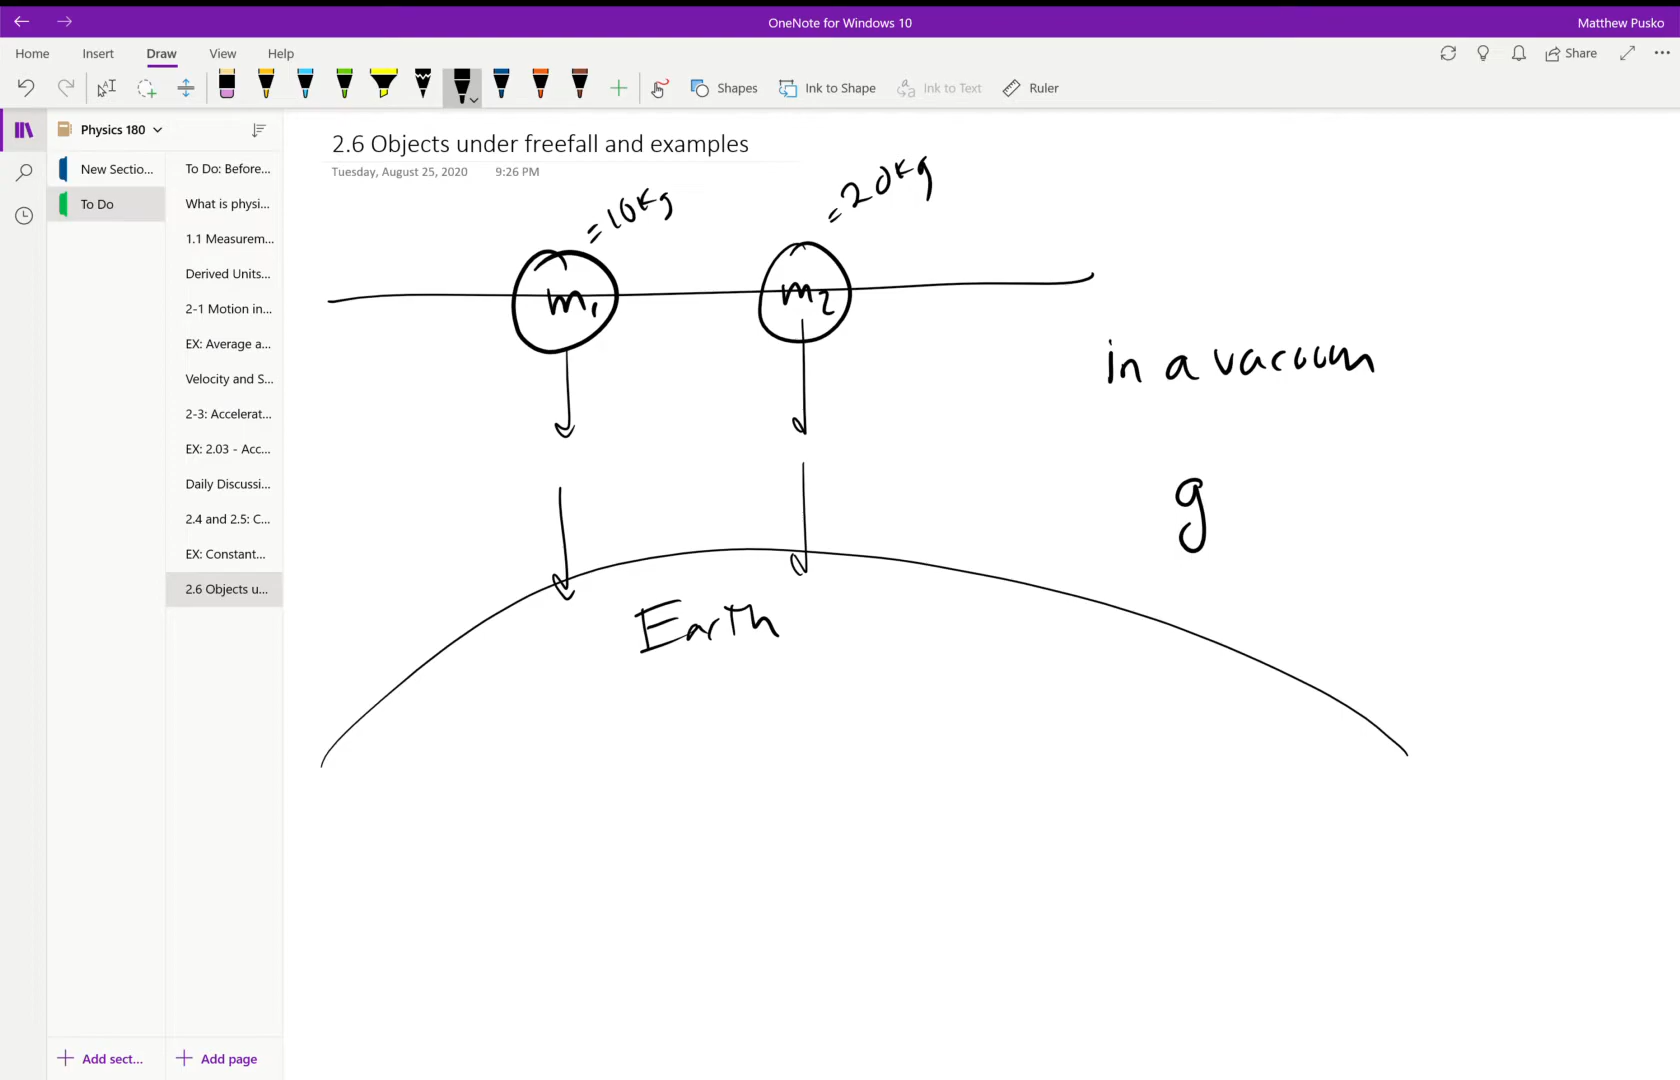 OneNote for Windows 10
Matthew Pusko
Home Insert Draw View Help
Share
Shapes Ink to Shape Ink to Text Ruler
Physics 180
New Sectio...
To Do
To Do: Before...
What is physi...
1.1 Measurem...
Derived Units...
2-1 Motion in...
EX: Average a...
Velocity and S...
2-3: Accelerat...
EX: 2.03 - Acc...
Daily Discussi...
2.4 and 2.5: C...
EX: Constant...
2.6 Objects u...
Add sect...
Add page
2.6 Objects under freefall and examples
Tuesday, August 25, 2020 9:26 PM
=10kg
=20kg
m1
m2
in a vacuum
g
Earth